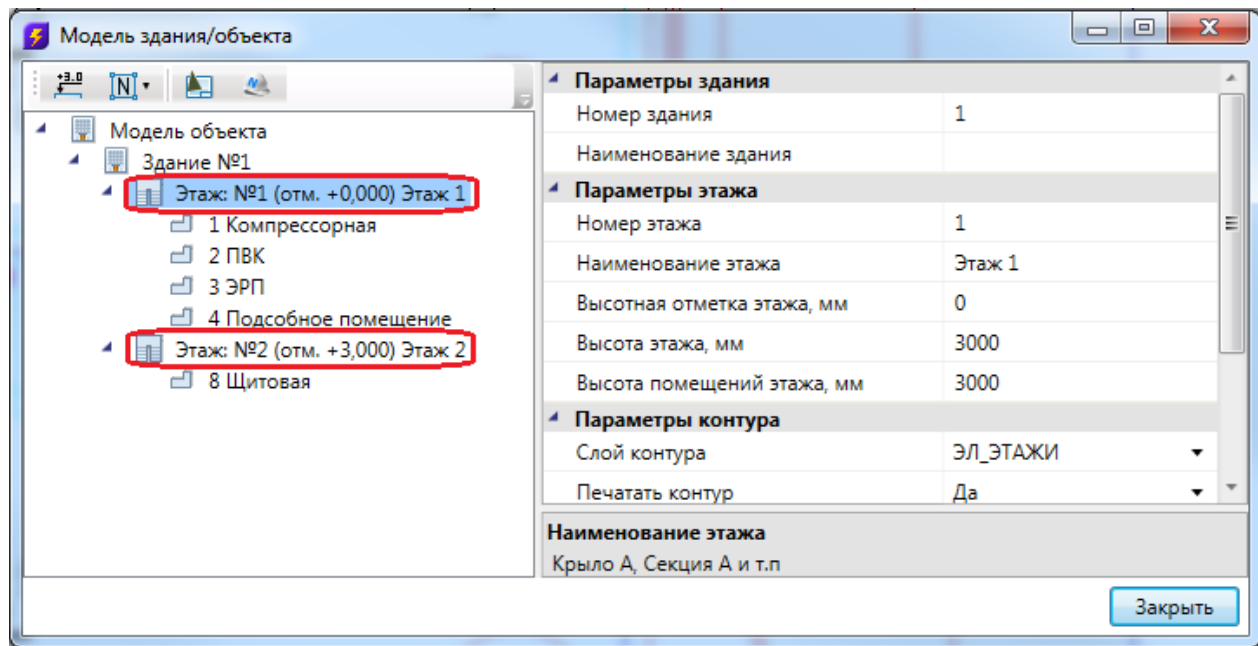 Модель здания/объекта
+3.0
N
Модель объекта
Здание №1
Этаж: №1 (отм. +0,000) Этаж 1
1 Компрессорная
2 ПВК
3 ЭРП
4 Подсобное помещение
Этаж: №2 (отм. +3,000) Этаж 2
8 Щитовая
Параметры здания
Номер здания 1
Наименование здания
Параметры этажа
Номер этажа 1
Наименование этажа Этаж 1
Высотная отметка этажа, мм 0
Высота этажа, мм 3000
Высота помещений этажа, мм 3000
Параметры контура
Слой контура ЭЛ_ЭТАЖИ
Печатать контур Да
Наименование этажа
Крыло А, Секция А и т.п
Закрыть